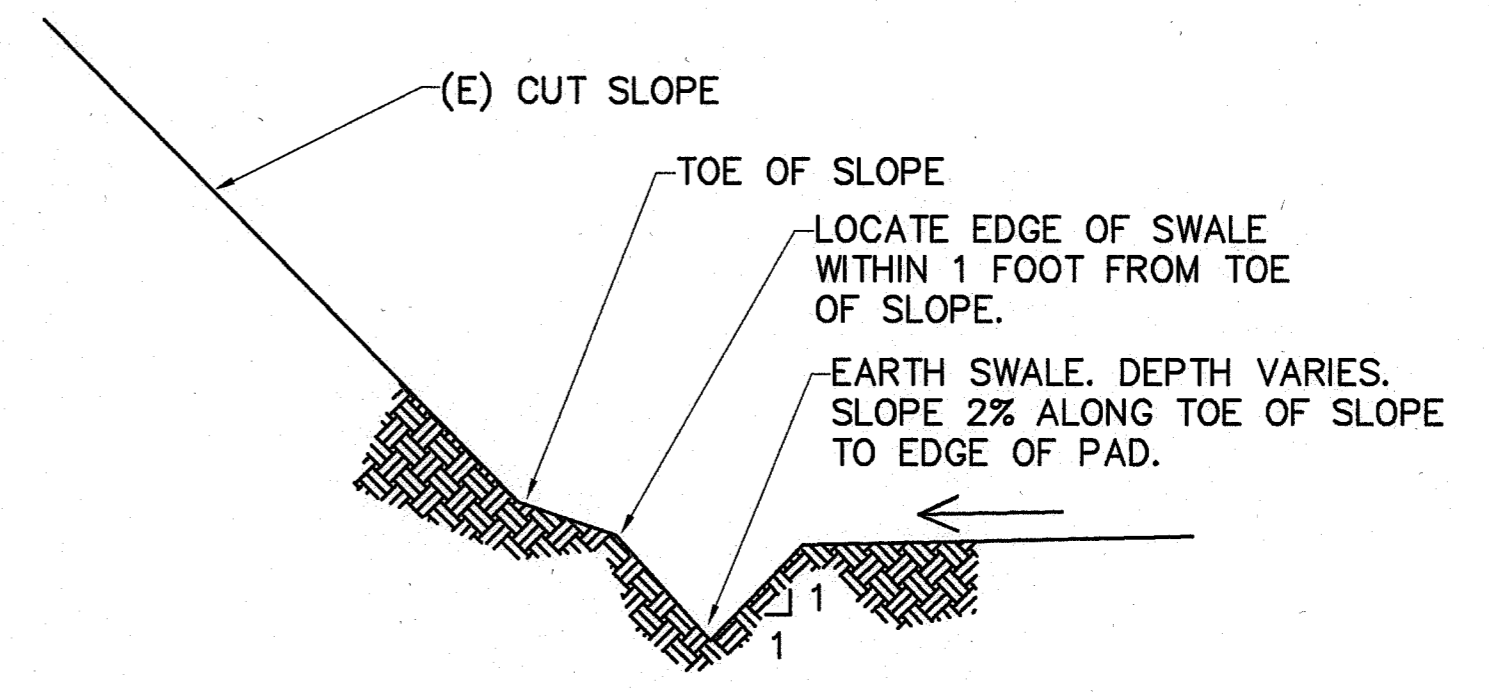 (E) CUT SLOPE
TOE OF SLOPE
LOCATE EDGE OF SWALE
WITHIN 1 FOOT FROM TOE
OF SLOPE.
EARTH SWALE. DEPTH VARIES.
SLOPE 2% ALONG TOE OF SLOPE
TO EDGE OF PAD.
1
1